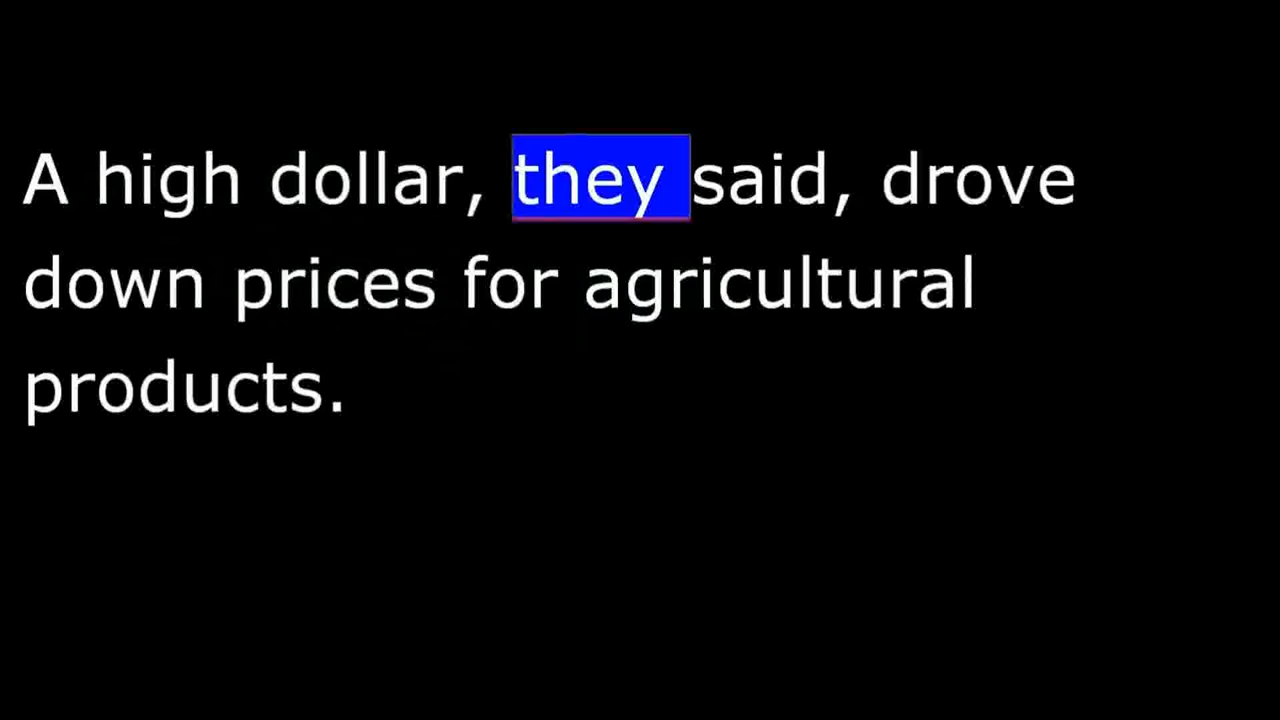 A high dollar, they said, drove
down prices for agricultural
products.